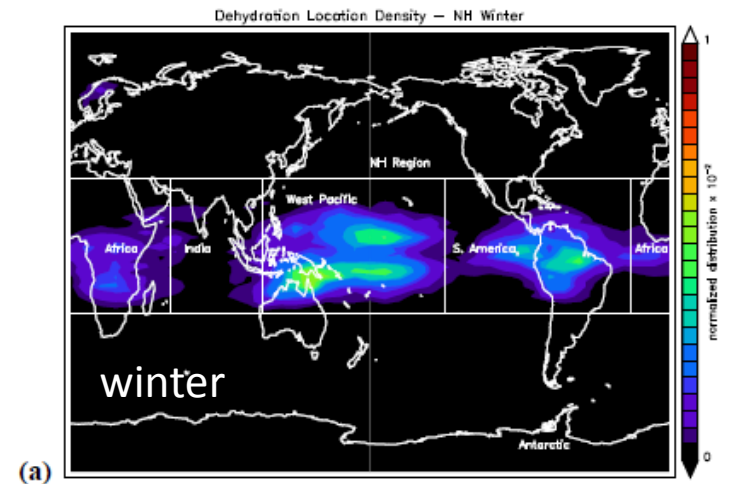 Dehydration Location Density — NH Winter
1
NH Region
West Pacific
Africa
India
S. America
Africa
normalized distribution × 10⁻²
winter
Antarctic
0
(a)